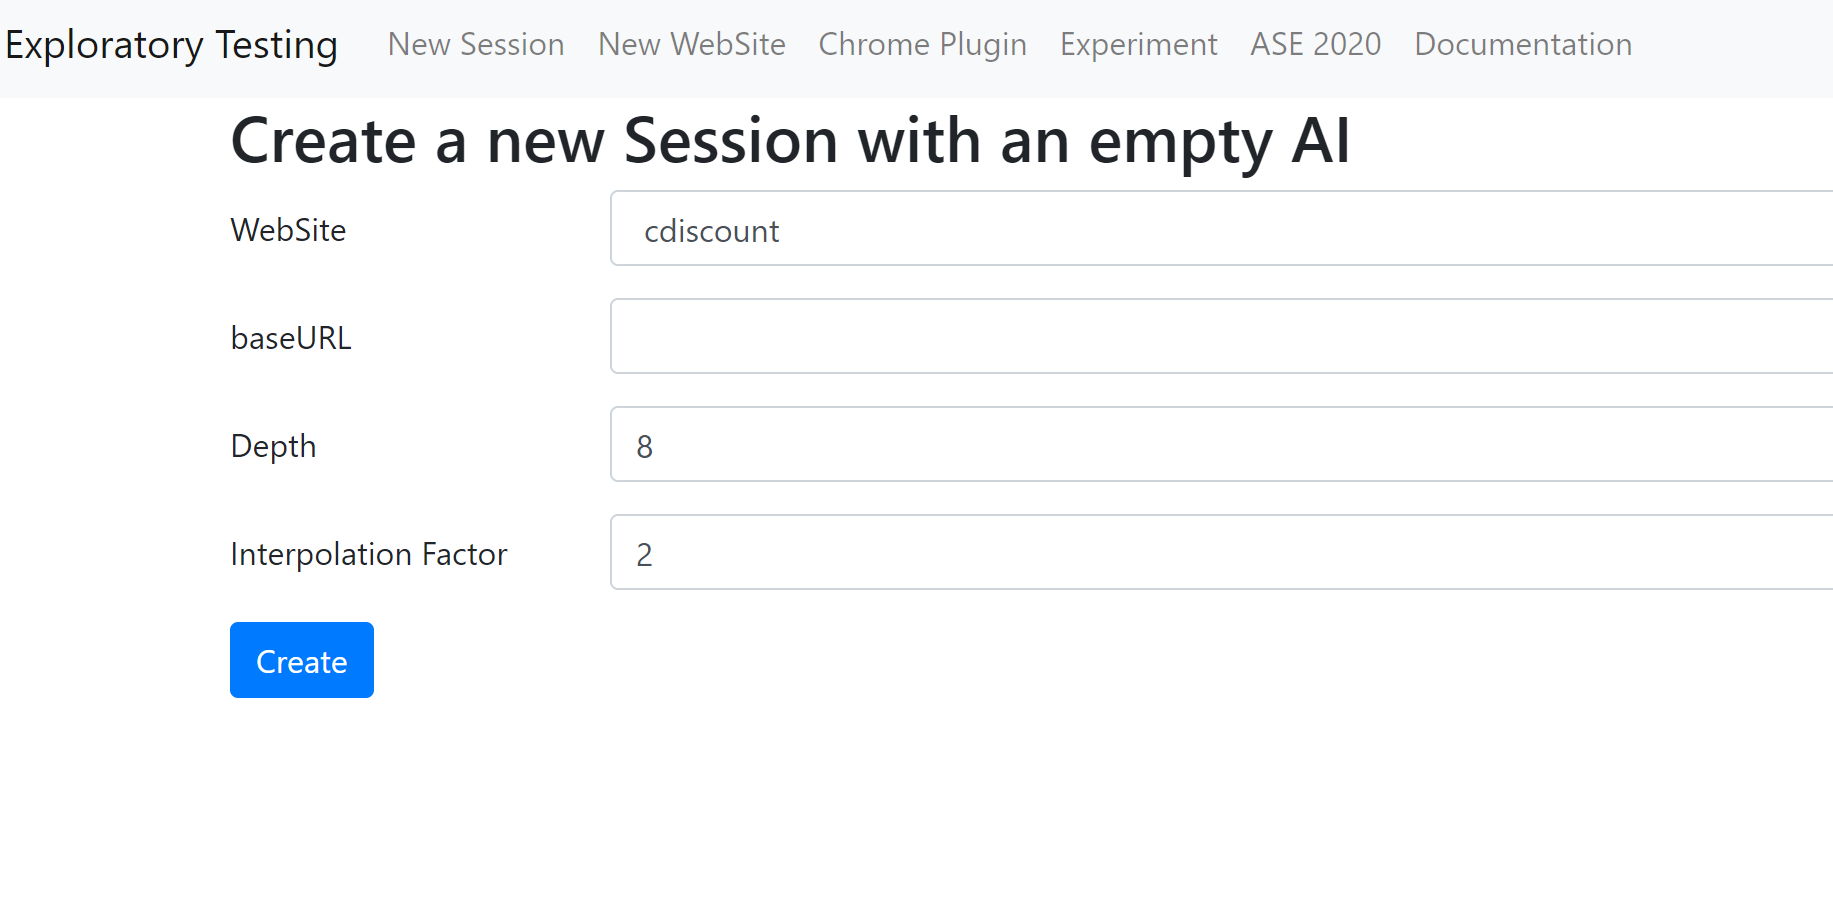 Exploratory Testing New Session New WebSite Chrome Plugin Experiment ASE 2020 Documentation
Create a new Session with an empty AI
WebSite cdiscount
baseURL
Depth 8
Interpolation Factor 2
Create